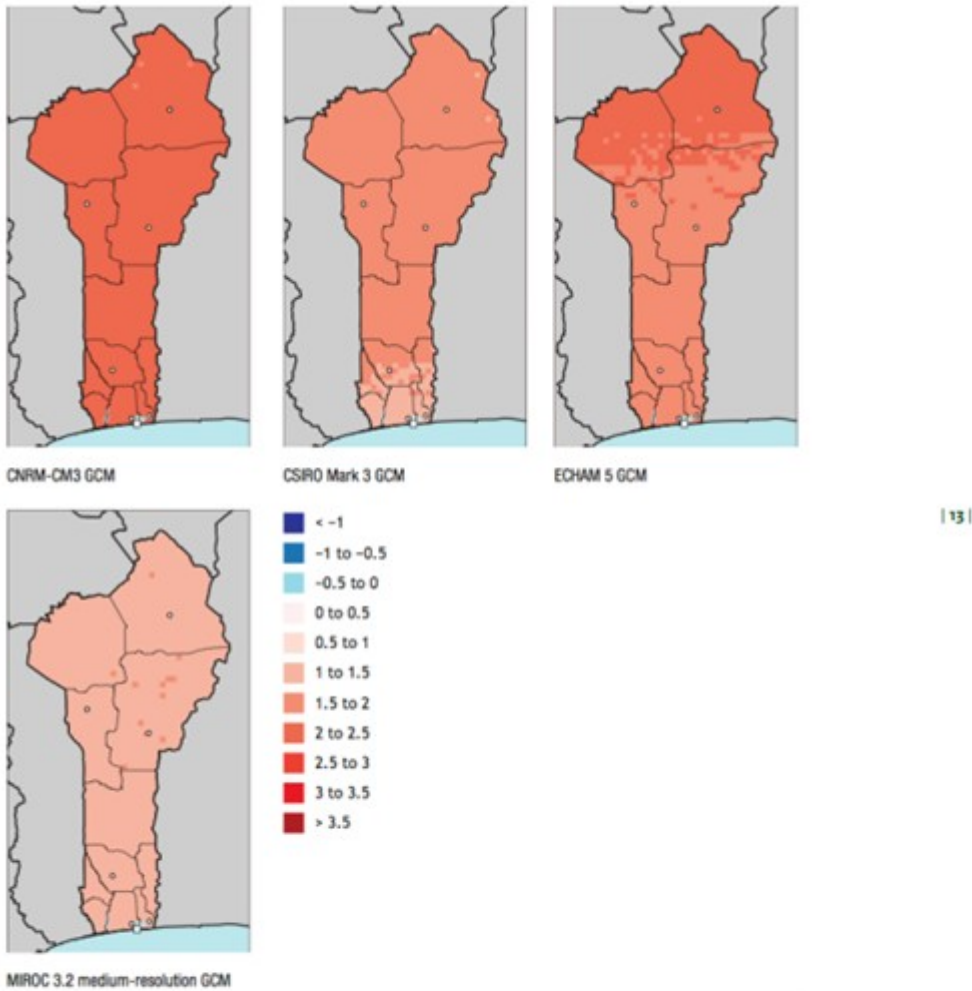 CNRM-CM3 GCM
CSIRO Mark 3 GCM
ECHAM 5 GCM
| 13 |
< –1
–1 to –0.5
–0.5 to 0
0 to 0.5
0.5 to 1
1 to 1.5
1.5 to 2
2 to 2.5
2.5 to 3
3 to 3.5
> 3.5
MIROC 3.2 medium-resolution GCM